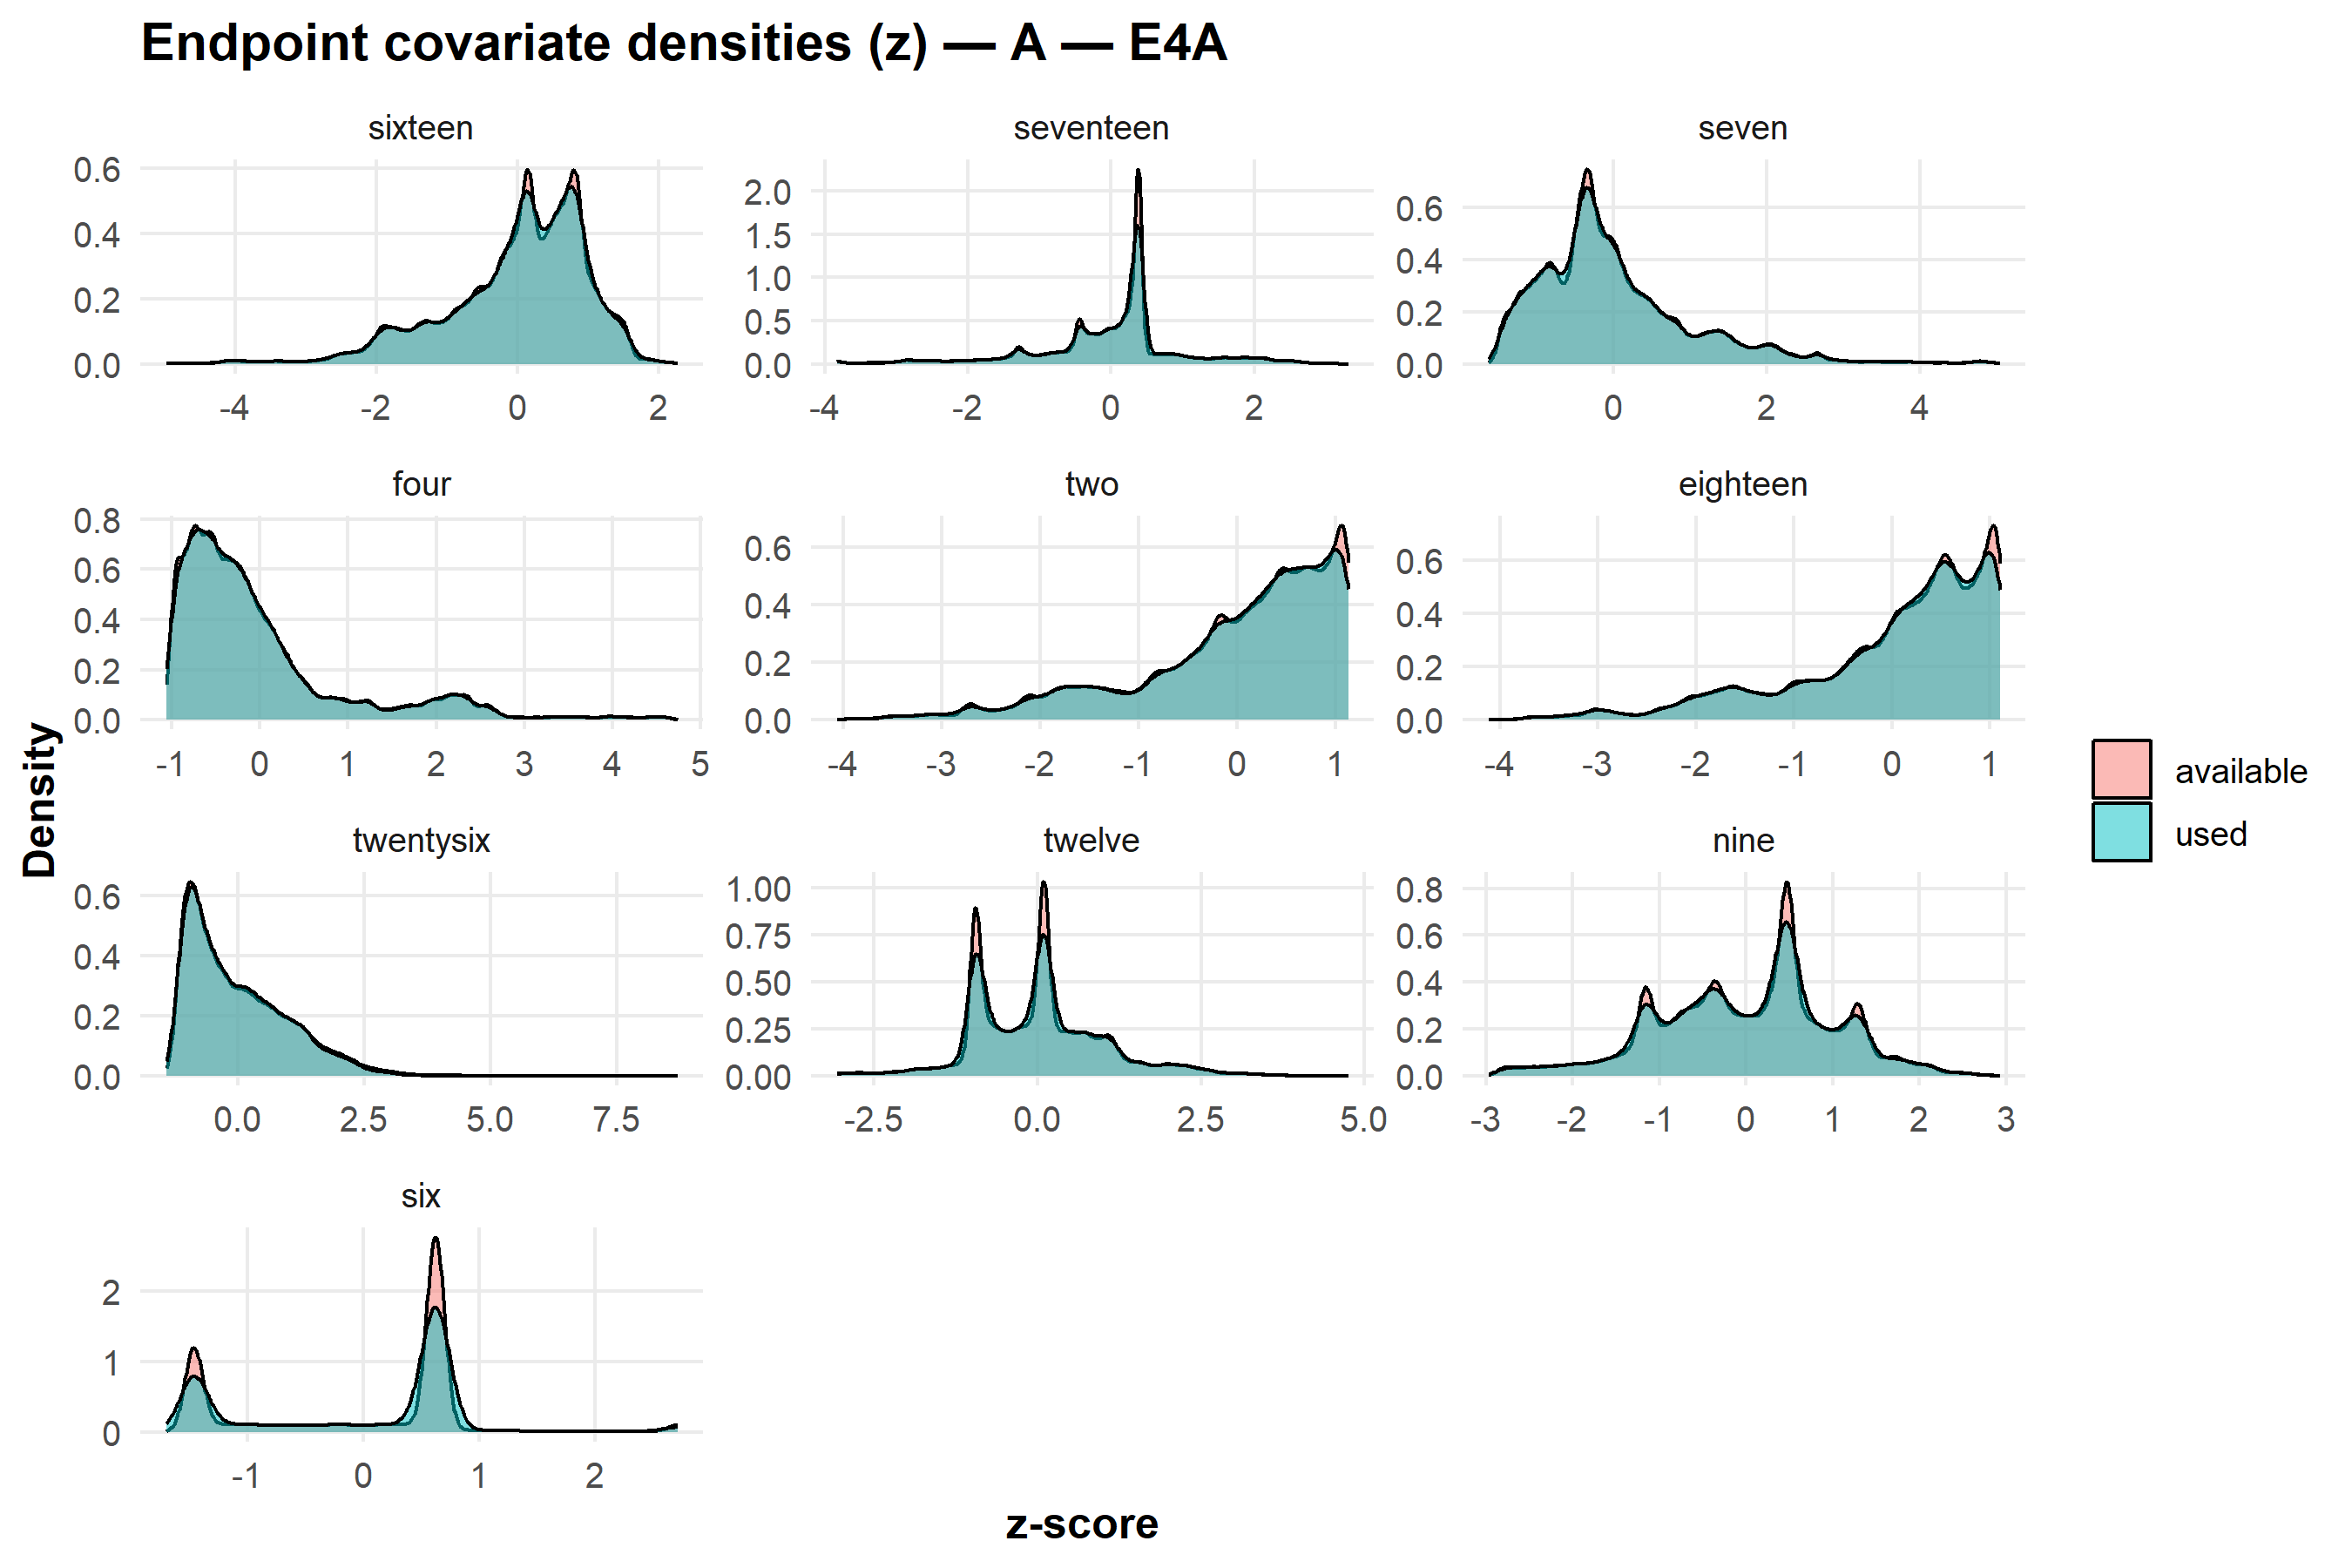 Endpoint covariate densities (z) — A — E4A
sixteen
seventeen
seven
0.6
0.4
0.2
0.0
-4 -2 0 2
2.0
1.5
1.0
0.5
0.0
-4 -2 0 2
0.6
0.4
0.2
0.0
0 2 4
four
two
eighteen
0.8
0.6
0.4
0.2
0.0
-1 0 1 2 3 4 5
0.6
0.4
0.2
0.0
-4 -3 -2 -1 0 1
0.6
0.4
0.2
0.0
-4 -3 -2 -1 0 1
available
used
Density
twentysix
twelve
nine
0.6
0.4
0.2
0.0
0.0 2.5 5.0 7.5
1.00
0.75
0.50
0.25
0.00
-2.5 0.0 2.5 5.0
0.8
0.6
0.4
0.2
0.0
-3 -2 -1 0 1 2 3
six
2
1
0
-1 0 1 2
z-score